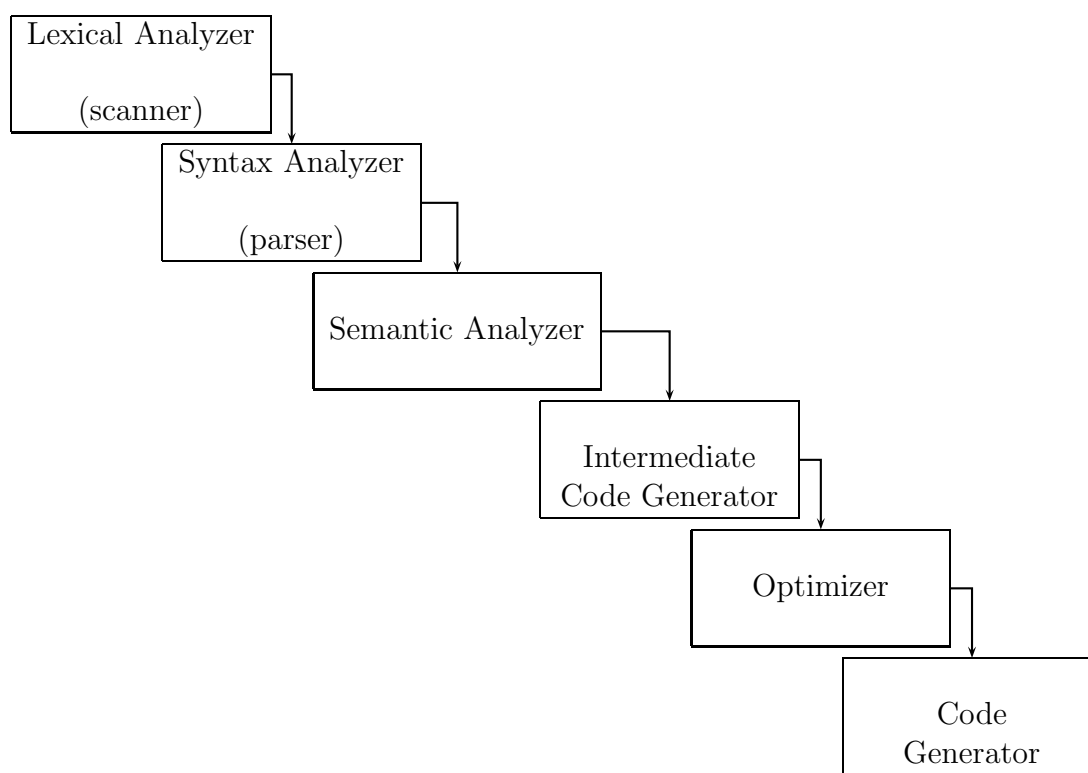 Lexical Analyzer
(scanner)
Syntax Analyzer
(parser)
Semantic Analyzer
Intermediate
Code Generator
Optimizer
Code
Generator